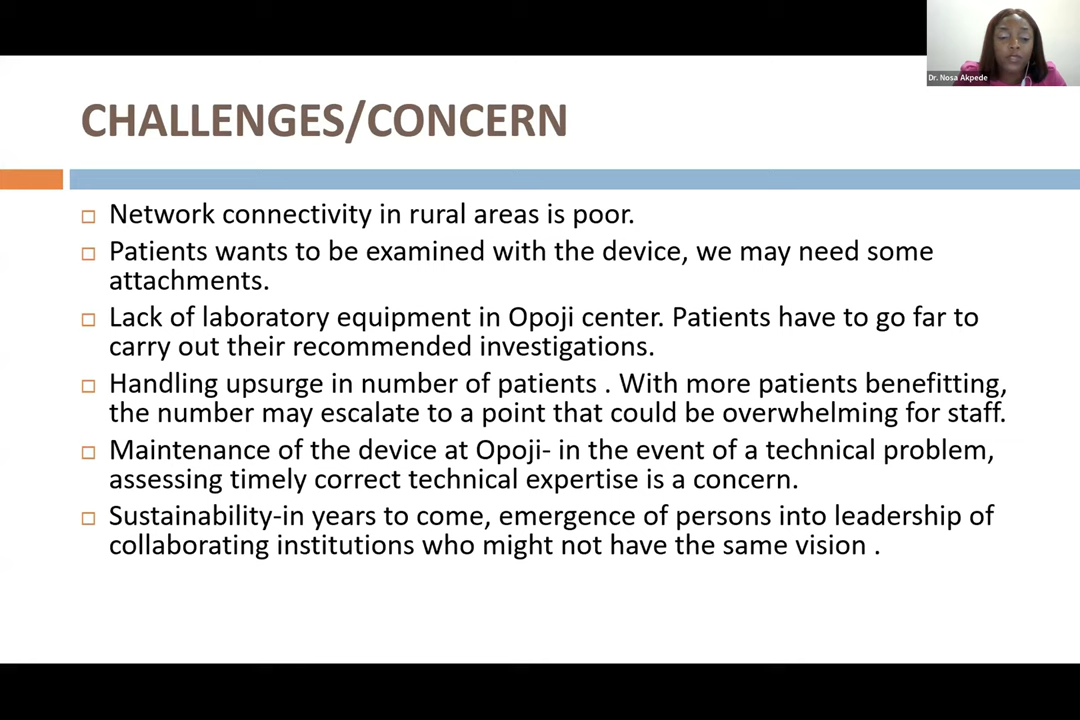 Dr. Nosa Akpede
CHALLENGES/CONCERN
Network connectivity in rural areas is poor.
Patients wants to be examined with the device, we may need some
attachments.
Lack of laboratory equipment in Opoji center. Patients have to go far to
carry out their recommended investigations.
Handling upsurge in number of patients . With more patients benefitting,
the number may escalate to a point that could be overwhelming for staff.
Maintenance of the device at Opoji- in the event of a technical problem,
assessing timely correct technical expertise is a concern.
Sustainability-in years to come, emergence of persons into leadership of
collaborating institutions who might not have the same vision .